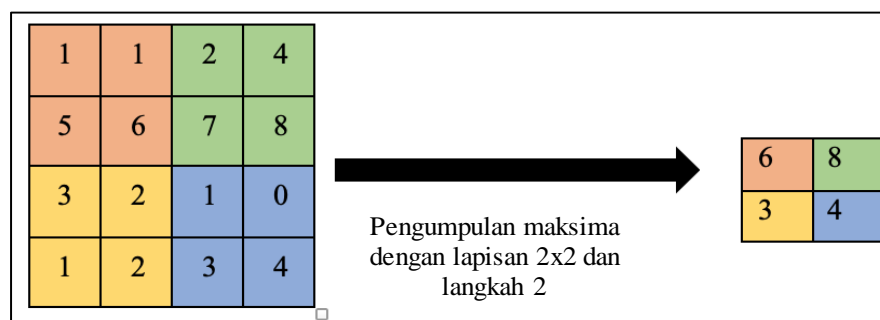 1 1 2 4
5 6 7 8
3 2 1 0
1 2 3 4
Pengumpulan maksima
dengan lapisan 2x2 dan
langkah 2
6 8
3 4